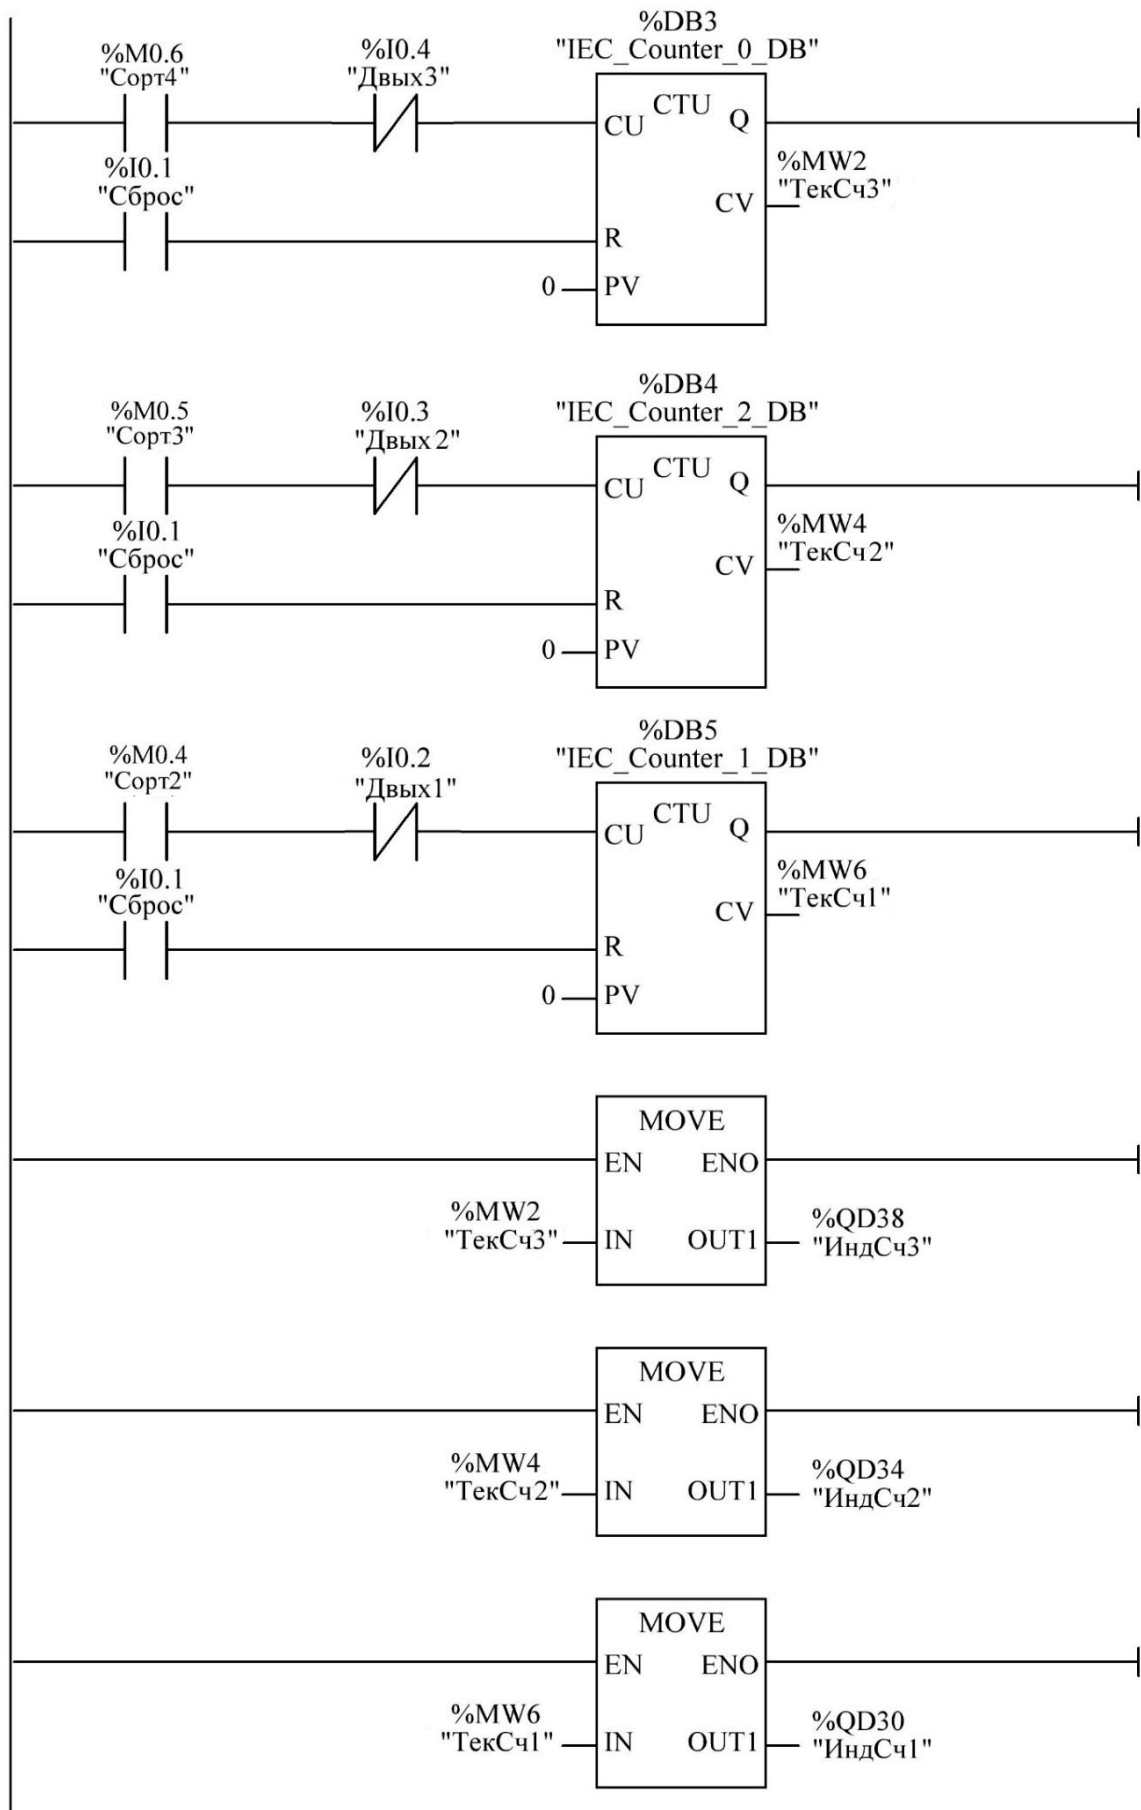 %DB3
"IEC_Counter_0_DB"
%M0.6
"Сорт4"
%I0.4
"Двых3"
CTU
CU
Q
%MW2
"ТекСч3"
CV
%I0.1
"Сброс"
R
0
PV
%DB4
"IEC_Counter_2_DB"
%M0.5
"Сорт3"
%I0.3
"Двых2"
CTU
CU
Q
%MW4
"ТекСч2"
CV
%I0.1
"Сброс"
R
0
PV
%DB5
"IEC_Counter_1_DB"
%M0.4
"Сорт2"
%I0.2
"Двых1"
CTU
CU
Q
%MW6
"ТекСч1"
CV
%I0.1
"Сброс"
R
0
PV
MOVE
EN ENO
%MW2
"ТекСч3"
IN OUT1
%QD38
"ИндСч3"
MOVE
EN ENO
%MW4
"ТекСч2"
IN OUT1
%QD34
"ИндСч2"
MOVE
EN ENO
%MW6
"ТекСч1"
IN OUT1
%QD30
"ИндСч1"